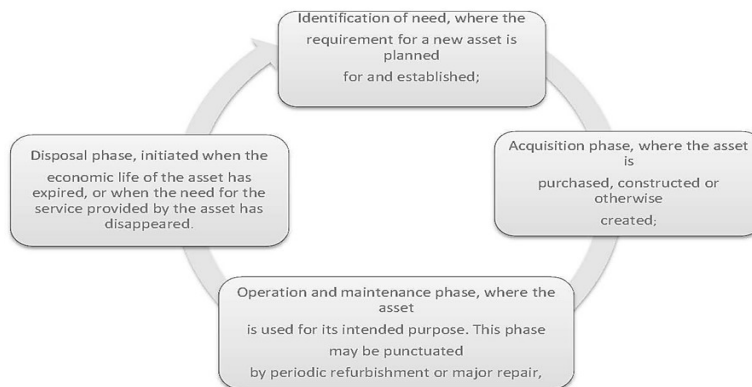 Identification of need, where the
requirement for a new asset is
planned
for and established;
Acquisition phase, where the asset
is
purchased, constructed or
otherwise
created;
Operation and maintenance phase, where the
asset
is used for its intended purpose. This phase
may be punctuated
by periodic refurbishment or major repair,
Disposal phase, initiated when the
economic life of the asset has
expired, or when the need for the
service provided by the asset has
disappeared.